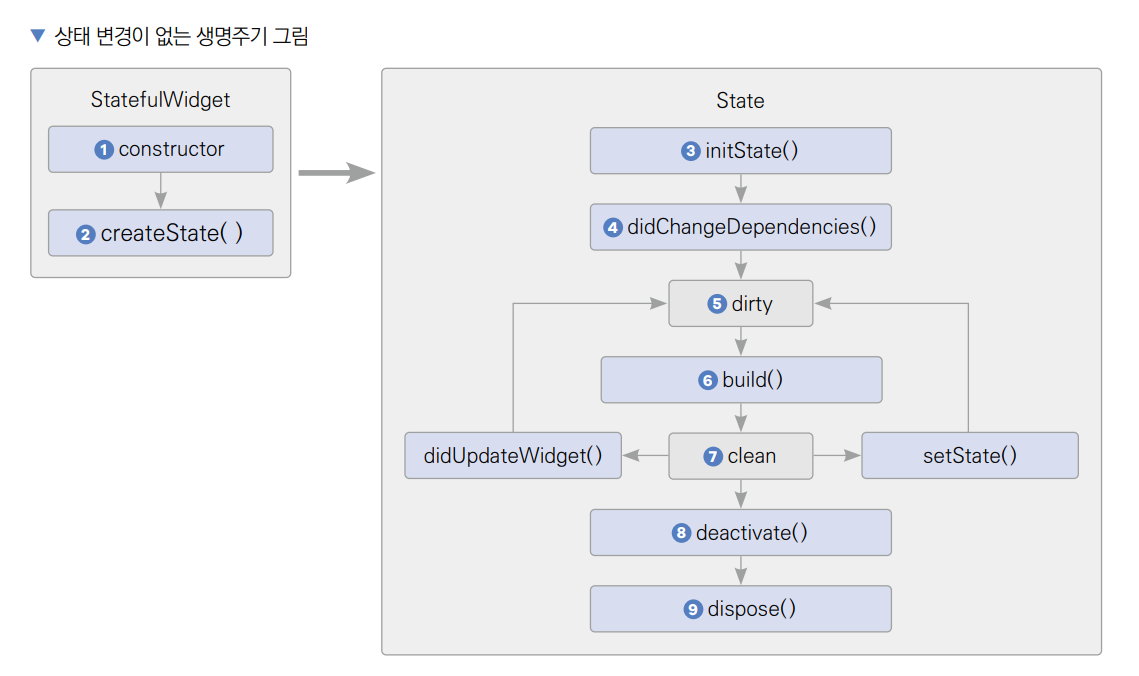 ▼ 상태 변경이 없는 생명주기 그림
StatefulWidget
1 constructor
2 createState( )
State
3 initState()
4 didChangeDependencies()
5 dirty
6 build()
didUpdateWidget()
7 clean
setState()
8 deactivate()
9 dispose()